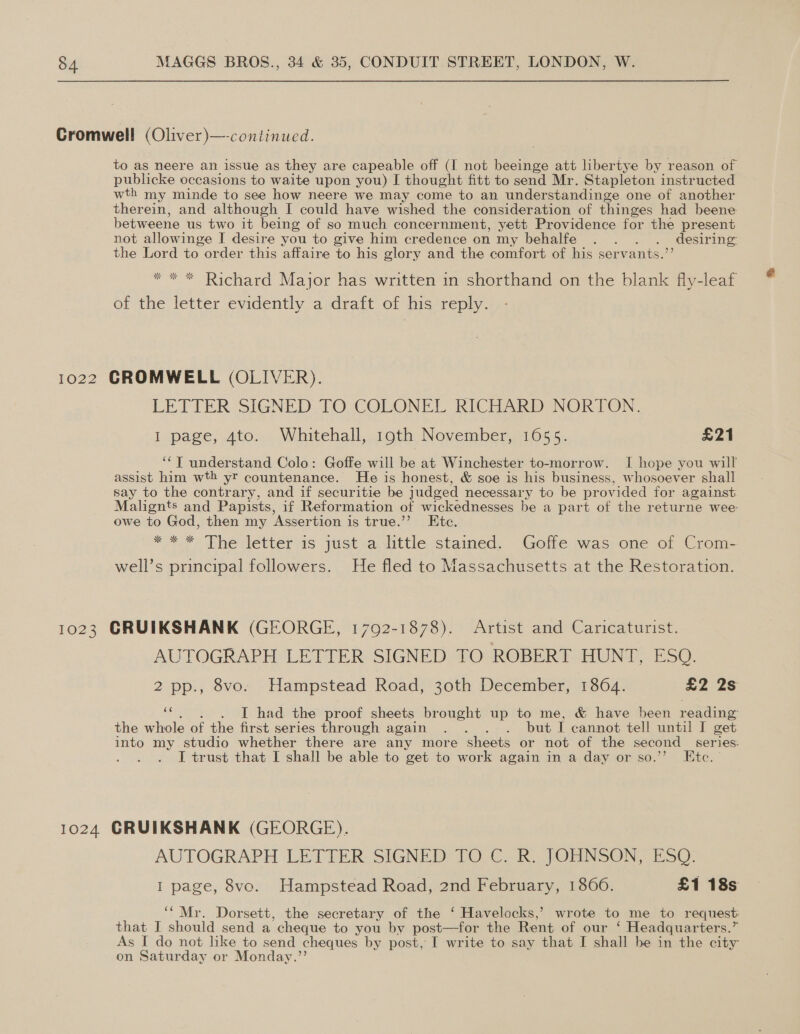 84 MAGGS BROS., 34 & 35, CONDUIT STREET, LONDON, W.
Cromwell (Oliver)—continued.
to as neere an issue as they are capeable off (I not beeinge att libertye by reason of
publicke occasions to waite upon you) I thought fitt to send Mr. Stapleton instructed
wth my minde to see how neere we may come to an understandinge one of another
therein, and although I could have wished the consideration of thinges had beene
betweene us two it being of so much concernment, yett Providence for the present
not allowinge I desire you to give him credence on my behalfe . . . . desiring
the Lord to order this affaire to his glory and the comfort of his servants.’’
* * * Richard Major has written in shorthand on the blank fly-leaf
of the letter evidently a draft of his reply.
1022 CROMWELL (OLIVER).
LETTER SIGNED TO COLONEL RICHARD NORTON.
1 page, 4to. Whitehall, 19th November, 1655. £21
‘‘I understand Colo: Goffe will be at Winchester to-morrow. I hope you will
assist him wth yr countenance. He is honest, & soe is his business, whosoever shall
say to the contrary, and if securitie be judged necessary to be provided for against
Malignts and Papists, if Reformation of wickednesses be a part of the returne wee
owe to God, then my Assertion is true.’’ Etc.
* * * The letter is just a little stained. Goffe was one of Crom-
well’s principal followers. He fled to Massachusetts at the Restoration.
1023 CRUIKSHANK (GEORGE, 1792-1878). Artist and Caricaturist.
AUTOGRAPH LETTER SIGNED TO ROBERT HUNT, ESQ.
2 pp., 8vo. Hampstead Road, 30th December, 1864. £2 2s
‘‘. . . I had the proof sheets brought up to me, & have been reading
the whole of the first series through again . . . . but I cannot tell until I get
into my studio whether there are any more sheets or not of the second series.
. . . I trust that I shall be able to get to work again in a day or so.’’ Etc.
1024 CRUIKSHANK (GEORGE).
AUTOGRAPH LETTER SIGNED TO C. R. JOHNSON, ESQ.
1 page, 8vo. Hampstead Road, 2nd February, 1866. £1 18s
‘‘Mr. Dorsett, the secretary of the ‘Havelocks,’ wrote to me to request
that I should send a cheque to you by post—for the Rent of our ‘Headquarters.’
As I do not like to send cheques by post, I write to say that I shall be in the city
on Saturday or Monday.’’